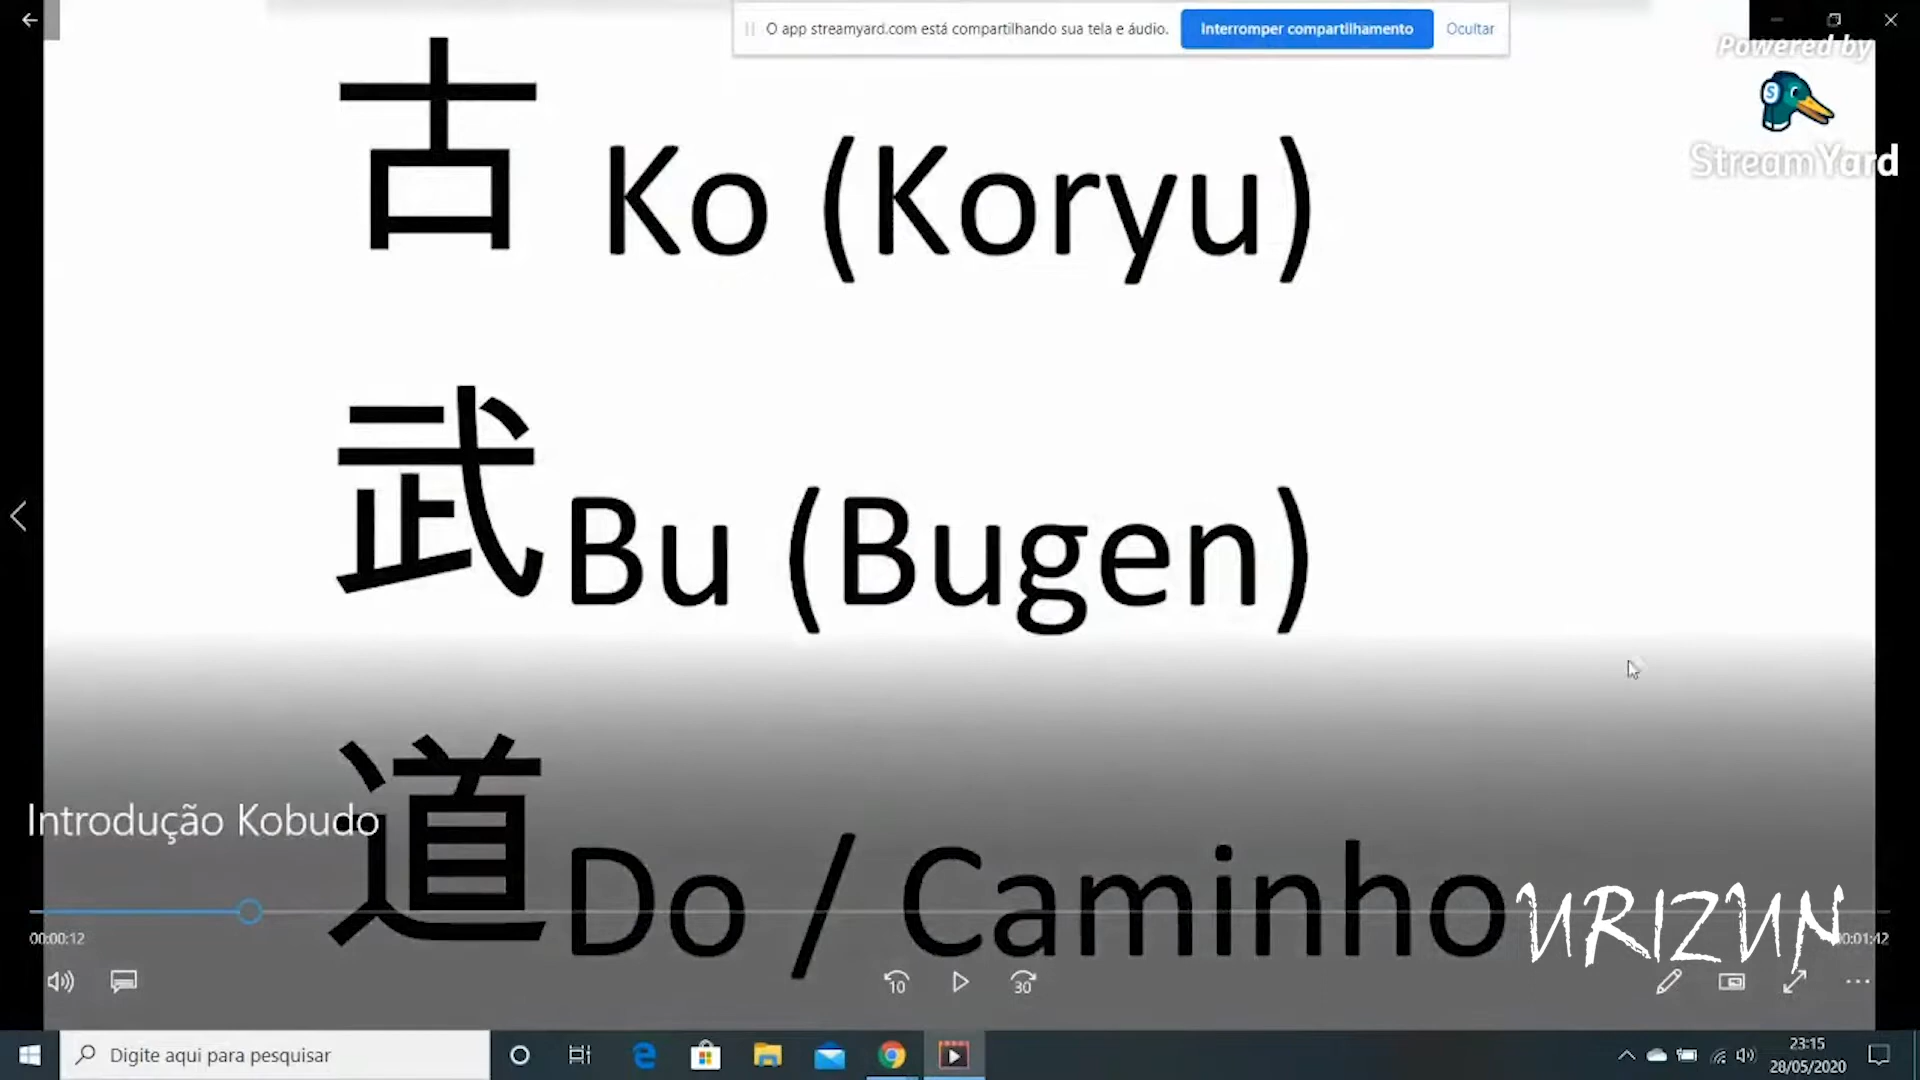 O app streamyard.com está compartilhando sua tela e áudio. Interromper compartilhamento Ocultar
Powered by
StreamYard
古 Ko (Koryu)
武 Bu (Bugen)
道 Do / Caminho
Introdução Kobudo
URIZUN
00:00:12
0:01:42
10
30
Digite aqui para pesquisar
23:15
28/05/2020